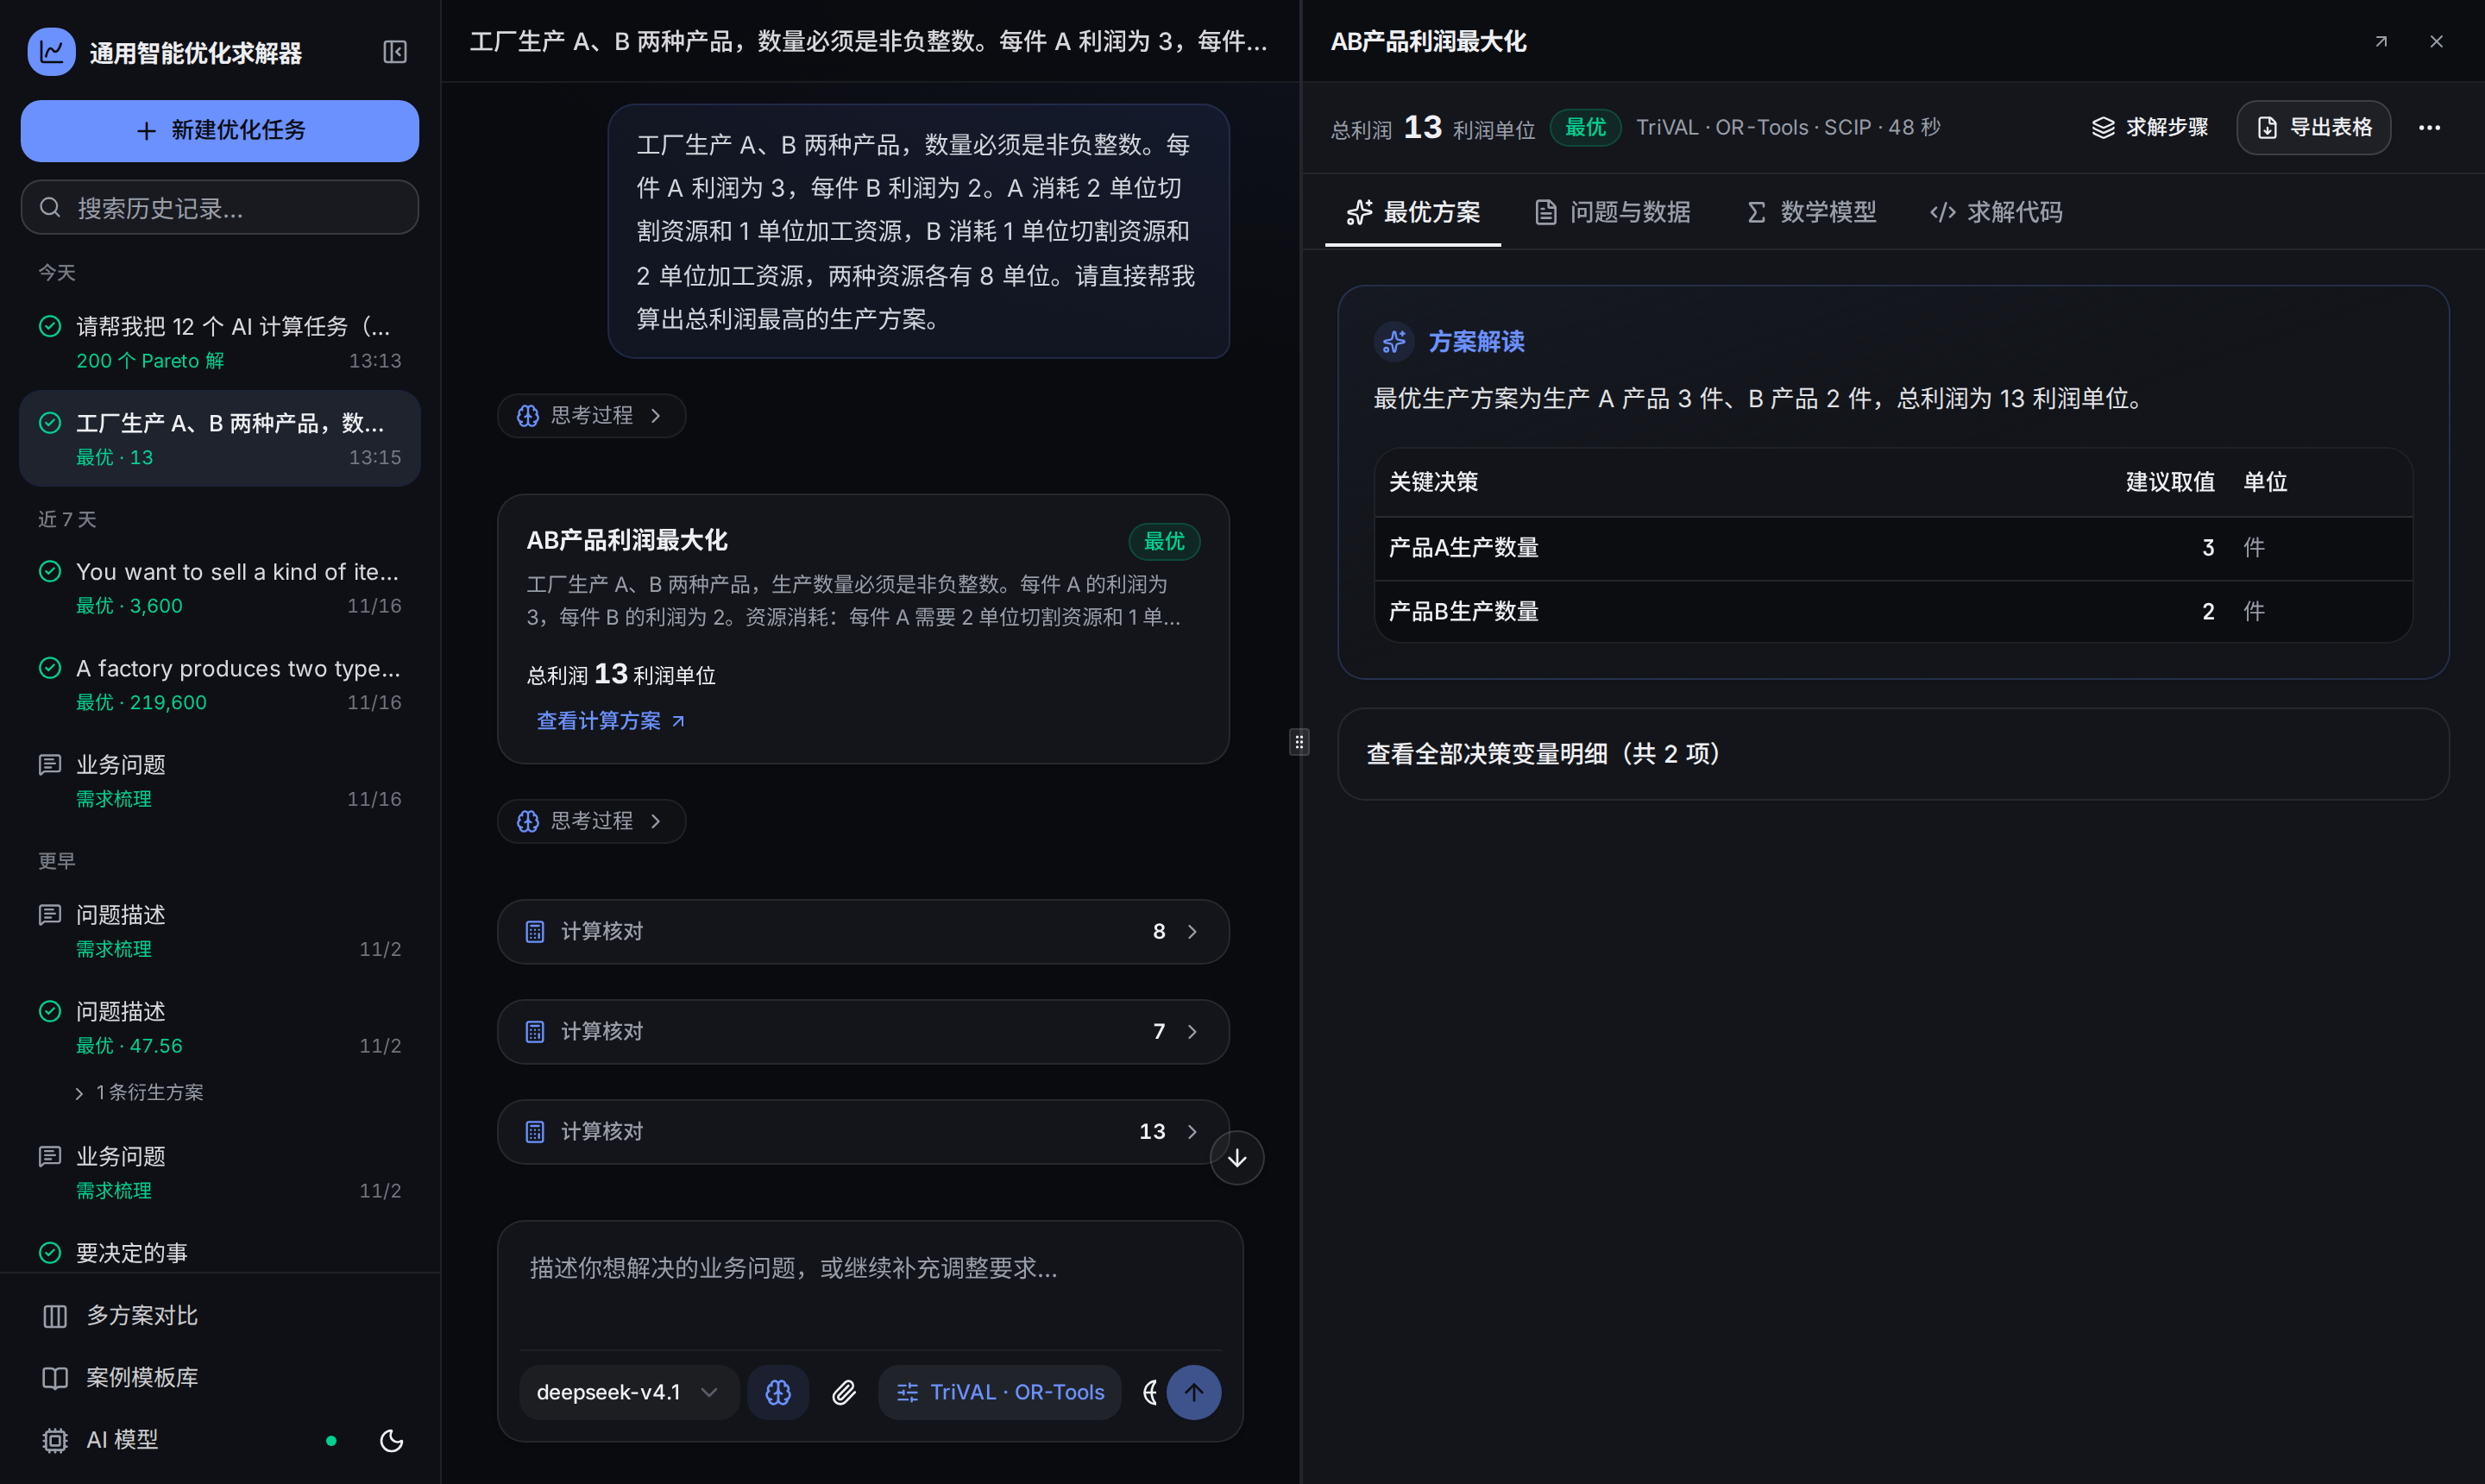 通用智能优化求解器
新建优化任务
搜索历史记录...
今天
请帮我把 12 个 AI 计算任务（...
200 个 Pareto 解 13:13
工厂生产 A、B 两种产品，数...
最优 · 13 13:15
近 7 天
You want to sell a kind of ite...
最优 · 3,600 11/16
A factory produces two type...
最优 · 219,600 11/16
业务问题
需求梳理 11/16
更早
问题描述
需求梳理 11/2
问题描述
最优 · 47.56 11/2
1 条衍生方案
业务问题
需求梳理 11/2
要决定的事
多方案对比
案例模板库
AI 模型
工厂生产 A、B 两种产品，数量必须是非负整数。每件 A 利润为 3，每件...
工厂生产 A、B 两种产品，数量必须是非负整数。每
件 A 利润为 3，每件 B 利润为 2。A 消耗 2 单位切
割资源和 1 单位加工资源，B 消耗 1 单位切割资源和
2 单位加工资源，两种资源各有 8 单位。请直接帮我
算出总利润最高的生产方案。
思考过程
AB产品利润最大化 最优
工厂生产 A、B 两种产品，生产数量必须是非负整数。每件 A 的利润为
3，每件 B 的利润为 2。资源消耗：每件 A 需要 2 单位切割资源和 1 单...
总利润 13 利润单位
查看计算方案
思考过程
计算核对 8
计算核对 7
计算核对 13
描述你想解决的业务问题，或继续补充调整要求...
deepseek-v4.1 TriVAL · OR-Tools
AB产品利润最大化
总利润 13 利润单位 最优 TriVAL · OR-Tools · SCIP · 48 秒 求解步骤 导出表格
最优方案 问题与数据 数学模型 求解代码
方案解读
最优生产方案为生产 A 产品 3 件、B 产品 2 件，总利润为 13 利润单位。
关键决策 建议取值 单位
产品A生产数量 3 件
产品B生产数量 2 件
查看全部决策变量明细（共 2 项）